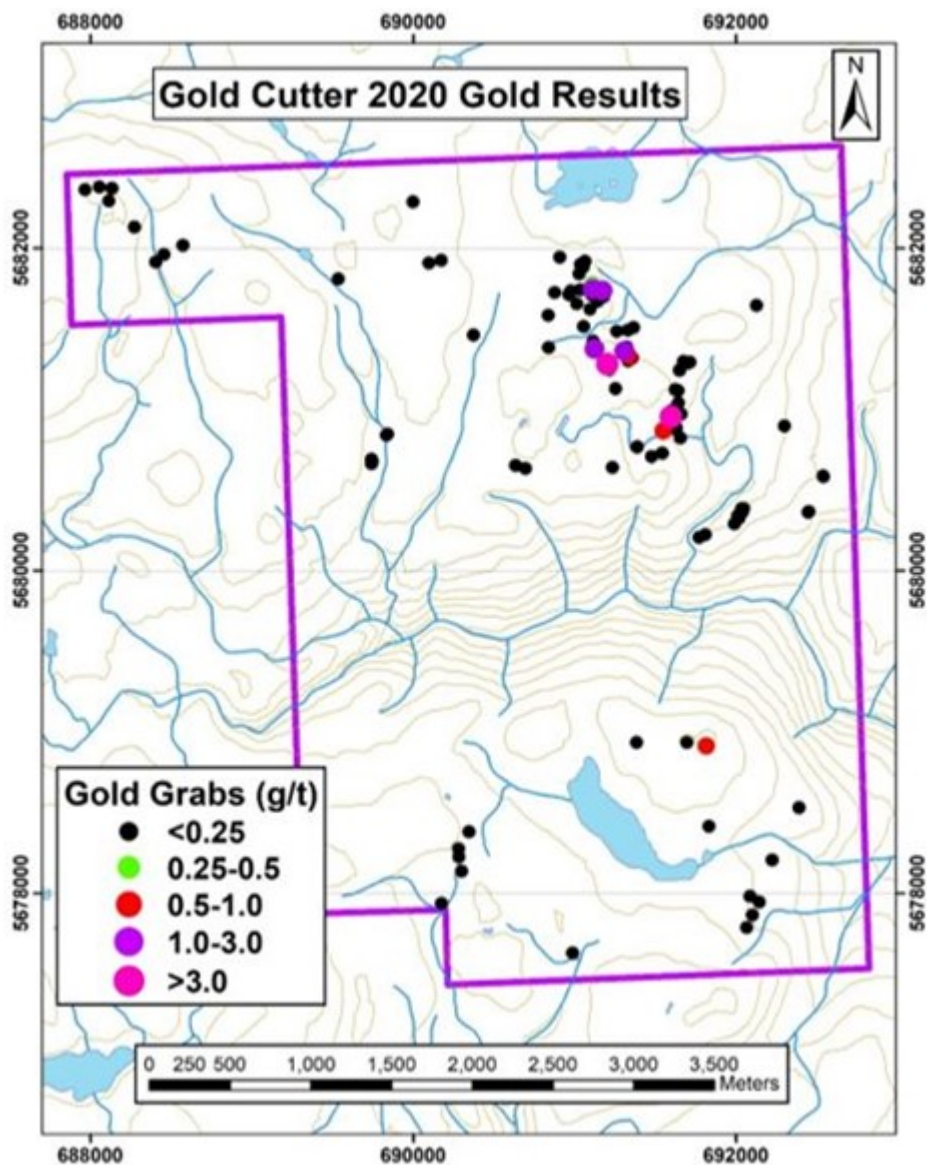 688000 690000 692000
Gold Cutter 2020 Gold Results
N
5682000 5682000
5680000 5680000
5678000 5678000
Gold Grabs (g/t)
<0.25
0.25-0.5
0.5-1.0
1.0-3.0
>3.0
0 250 500 1,000 1,500 2,000 2,500 3,000 3,500
Meters
688000 690000 692000